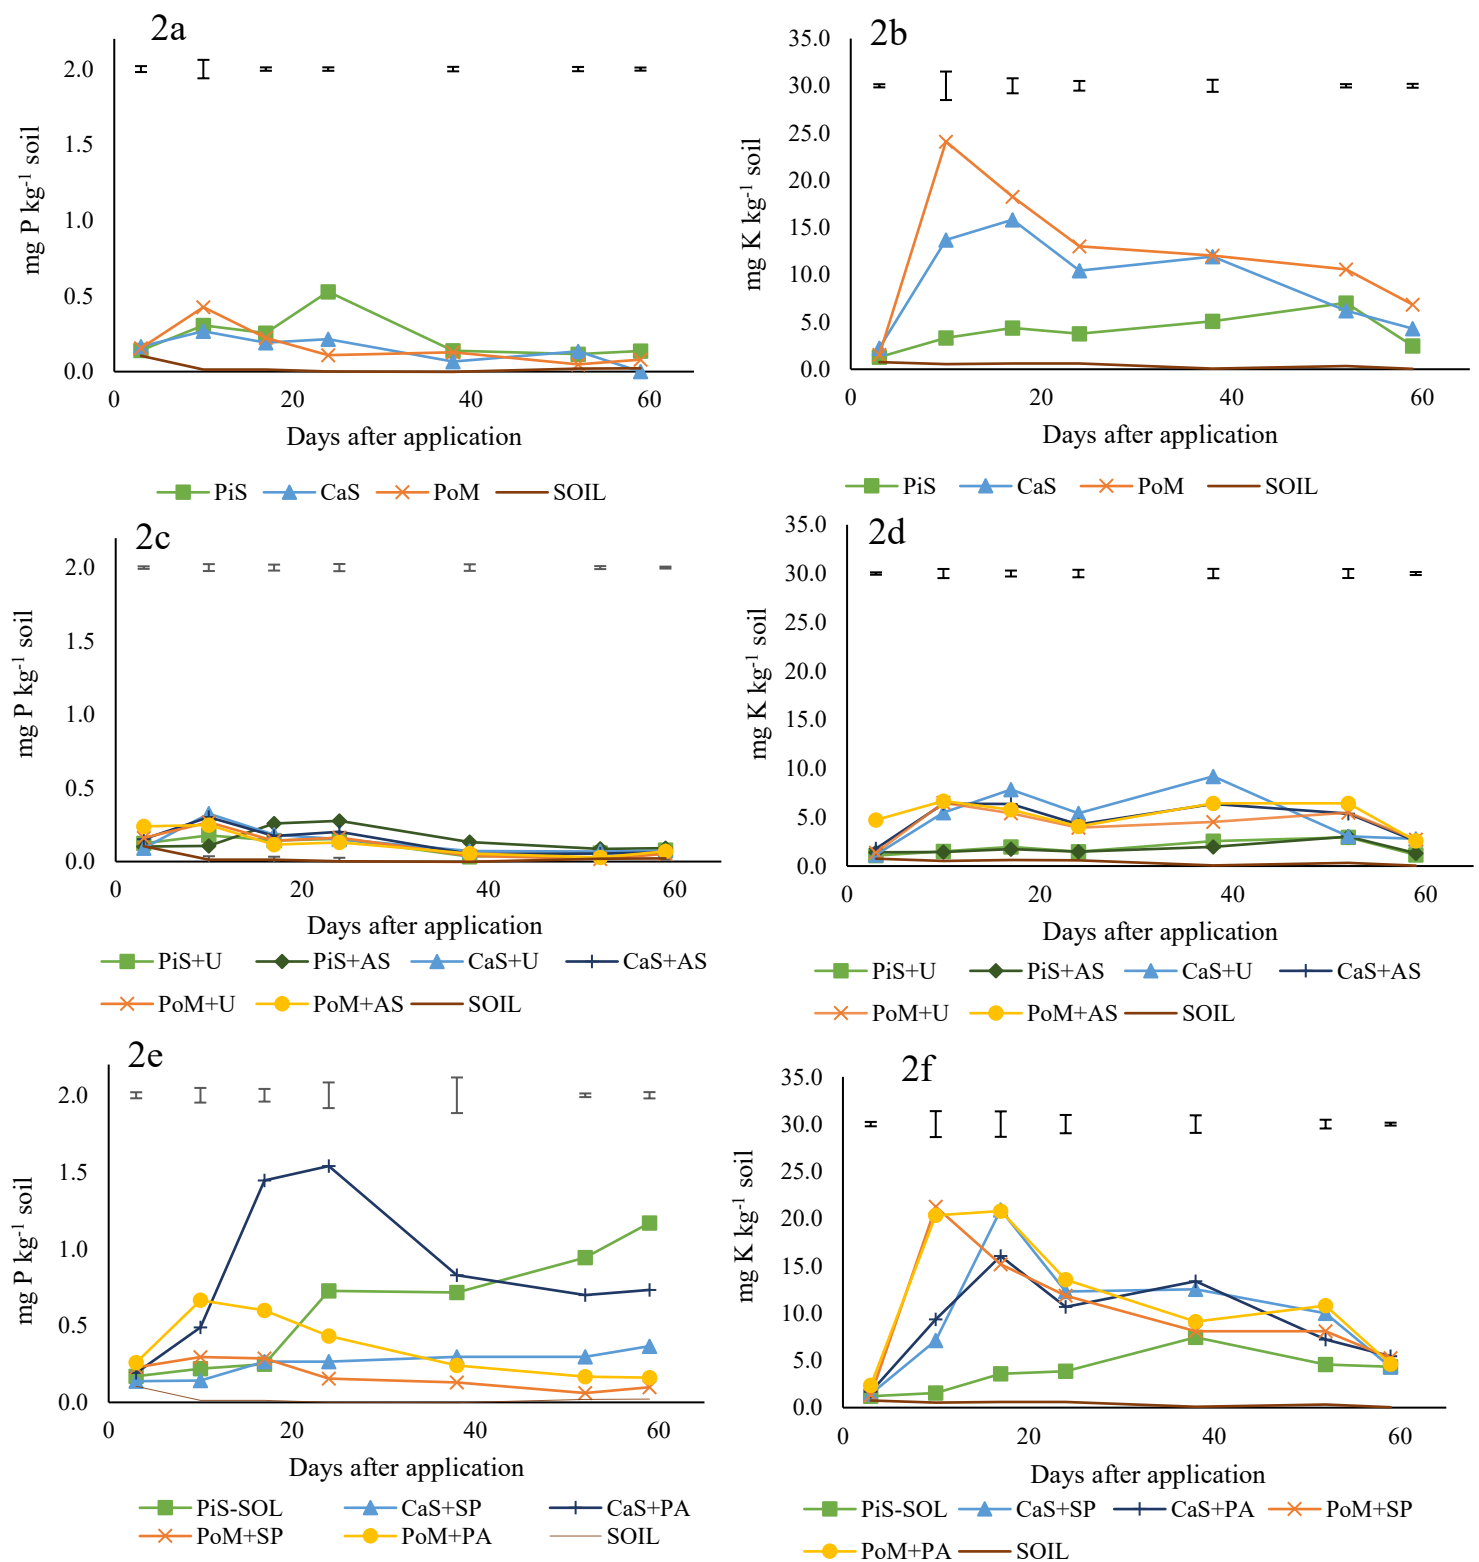 2a
2.0
1.5
1.0
0.5
0.0
mg P kg-1 soil
0 20 40 60
Days after application
PiS CaS PoM SOIL
2b
35.0
30.0
25.0
20.0
15.0
10.0
5.0
0.0
mg K kg-1 soil
0 20 40 60
Days after application
PiS CaS PoM SOIL
2c
2.0
1.5
1.0
0.5
0.0
mg P kg-1 soil
0 20 40 60
Days after application
PiS+U PiS+AS CaS+U CaS+AS
PoM+U PoM+AS SOIL
2d
35.0
30.0
25.0
20.0
15.0
10.0
5.0
0.0
mg K kg-1 soil
0 20 40 60
Days after application
PiS+U PiS+AS CaS+U CaS+AS
PoM+U PoM+AS SOIL
2e
2.0
1.5
1.0
0.5
0.0
mg P kg-1 soil
0 20 40 60
Days after application
PiS-SOL CaS+SP CaS+PA
PoM+SP PoM+PA SOIL
2f
35.0
30.0
25.0
20.0
15.0
10.0
5.0
0.0
mg K kg-1 soil
0 20 40 60
Days after application
PiS-SOL CaS+SP CaS+PA PoM+SP
PoM+PA SOIL